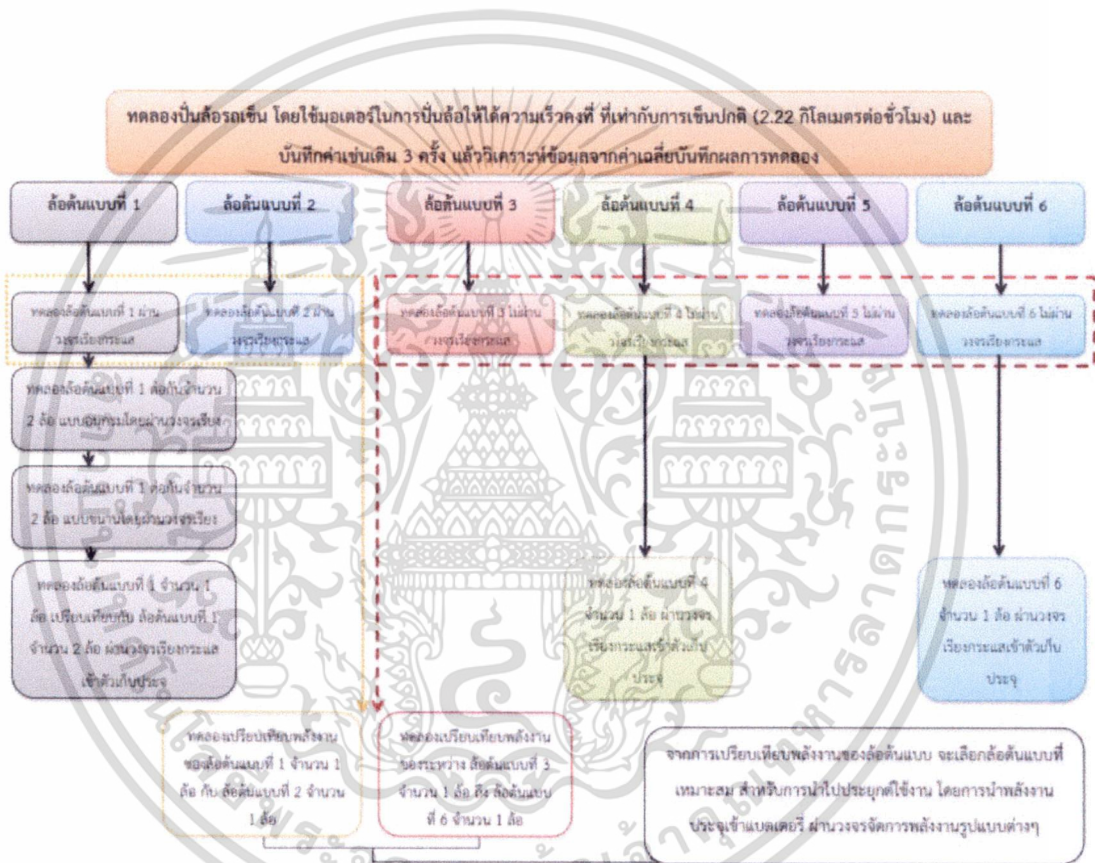 ทดลองปั่นล้อรถเข็น โดยใช้มอเตอร์ในการปั่นล้อให้ได้ความเร็วคงที่ ที่เท่ากับการเข็นปกติ (2.22 กิโลเมตรต่อชั่วโมง) และ
บันทึกค่าเช่นเดิม 3 ครั้ง แล้ววิเคราะห์ข้อมูลจากค่าเฉลี่ยบันทึกผลการทดลอง
ล้อต้นแบบที่ 1
ล้อต้นแบบที่ 2
ล้อต้นแบบที่ 3
ล้อต้นแบบที่ 4
ล้อต้นแบบที่ 5
ล้อต้นแบบที่ 6
ทดลองล้อต้นแบบที่ 1 ผ่าน
วงจรเรียงกระแส
ทดลองล้อต้นแบบที่ 2 ผ่าน
วงจรเรียงกระแส
ทดลองล้อต้นแบบที่ 3 ไม่ผ่าน
วงจรเรียงกระแส
ทดลองล้อต้นแบบที่ 4 ไม่ผ่าน
วงจรเรียงกระแส
ทดลองล้อต้นแบบที่ 5 ไม่ผ่าน
วงจรเรียงกระแส
ทดลองล้อต้นแบบที่ 6 ไม่ผ่าน
วงจรเรียงกระแส
ทดลองล้อต้นแบบที่ 1 ต่อกันจำนวน
2 ล้อ แบบอนุกรมโดยผ่านวงจรเรียง
ทดลองล้อต้นแบบที่ 1 ต่อกันจำนวน
2 ล้อ แบบขนานโดยผ่านวงจรเรียง
ทดลองล้อต้นแบบที่ 1 จำนวน 1
ล้อ เปรียบเทียบกับ ล้อต้นแบบที่ 1
จำนวน 2 ล้อ ผ่านวงจรเรียงกระแส
เข้าตัวเก็บประจุ
ทดลองล้อต้นแบบที่ 4
จำนวน 1 ล้อ ผ่านวงจร
เรียงกระแสเข้าตัวเก็บ
ประจุ
ทดลองล้อต้นแบบที่ 6
จำนวน 1 ล้อ ผ่านวงจร
เรียงกระแสเข้าตัวเก็บ
ประจุ
ทดลองเปรียบเทียบพลังงาน
ของล้อต้นแบบที่ 1 จำนวน 1
ล้อ กับ ล้อต้นแบบที่ 2 จำนวน
1 ล้อ
ทดลองเปรียบเทียบพลังงาน
ของระหว่าง ล้อต้นแบบที่ 3
จำนวน 1 ล้อ ถึง ล้อต้นแบบ
ที่ 6 จำนวน 1 ล้อ
จากการเปรียบเทียบพลังงานของล้อต้นแบบ จะเลือกล้อต้นแบบที่
เหมาะสม สำหรับการนำไปประยุกต์ใช้งาน โดยการนำพลังงาน
ประจุเข้าแบตเตอรี่ ผ่านวงจรจัดการพลังงานรูปแบบต่างๆ